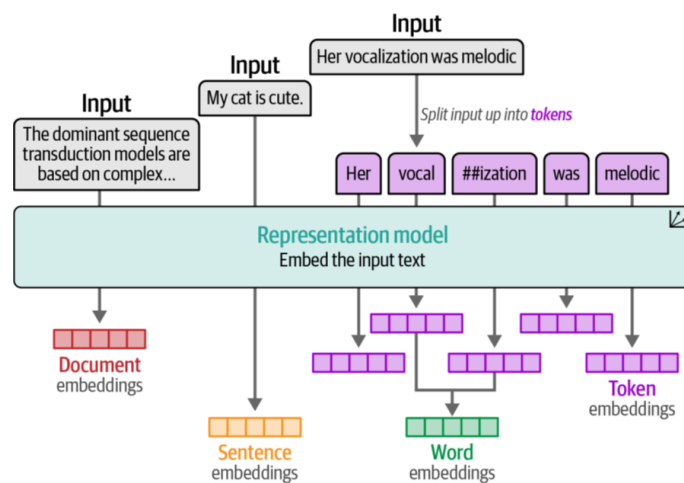 Input
Her vocalization was melodic
Input
My cat is cute.
Input
The dominant sequence
transduction models are
based on complex...
Split input up into tokens
Her
vocal
##ization
was
melodic
Representation model
Embed the input text
Document
embeddings
Sentence
embeddings
Word
embeddings
Token
embeddings